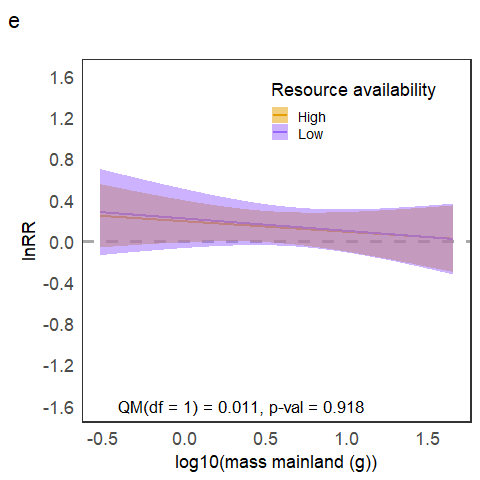 e
Resource availability
High
Low
1.6
1.2
0.8
0.4
0.0
-0.4
-0.8
-1.2
-1.6
lnRR
QM(df = 1) = 0.011, p-val = 0.918
-0.5 0.0 0.5 1.0 1.5
log10(mass mainland (g))